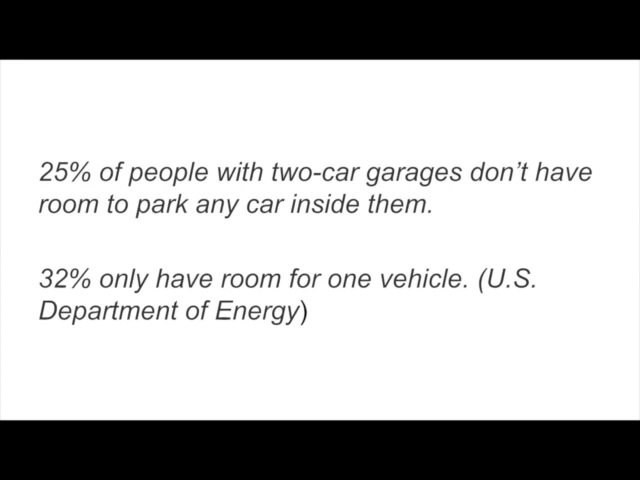 25% of people with two-car garages don’t have
room to park any car inside them.
32% only have room for one vehicle. (U.S.
Department of Energy)